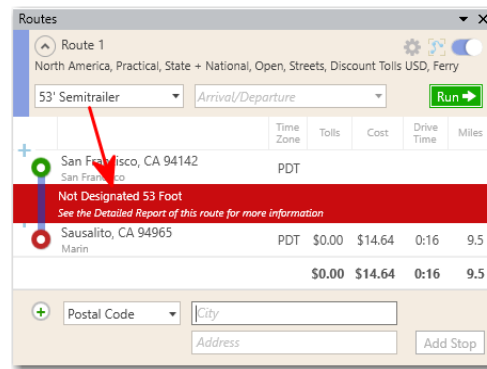 Routes
Route 1
North America, Practical, State + National, Open, Streets, Discount Tolls USD, Ferry
53' Semitrailer Arrival/Departure Run
Time Zone Tolls Cost Drive Time Miles
San Francisco, CA 94142 PDT
San Francisco
Not Designated 53 Foot
See the Detailed Report of this route for more information
Sausalito, CA 94965 PDT $0.00 $14.64 0:16 9.5
Marin
$0.00 $14.64 0:16 9.5
Postal Code City
Address Add Stop